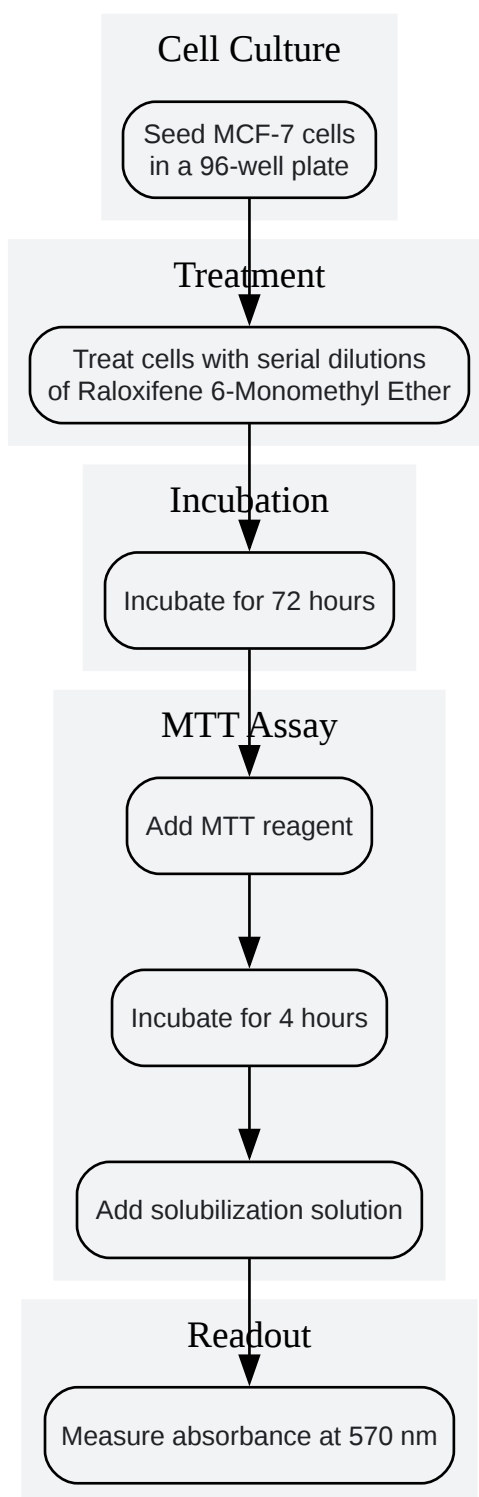 Cell Culture
Seed MCF-7 cells
in a 96-well plate
Treatment
Treat cells with serial dilutions
of Raloxifene 6-Monomethyl Ether
Incubation
Incubate for 72 hours
MTT Assay
Add MTT reagent
Incubate for 4 hours
Add solubilization solution
Readout
Measure absorbance at 570 nm